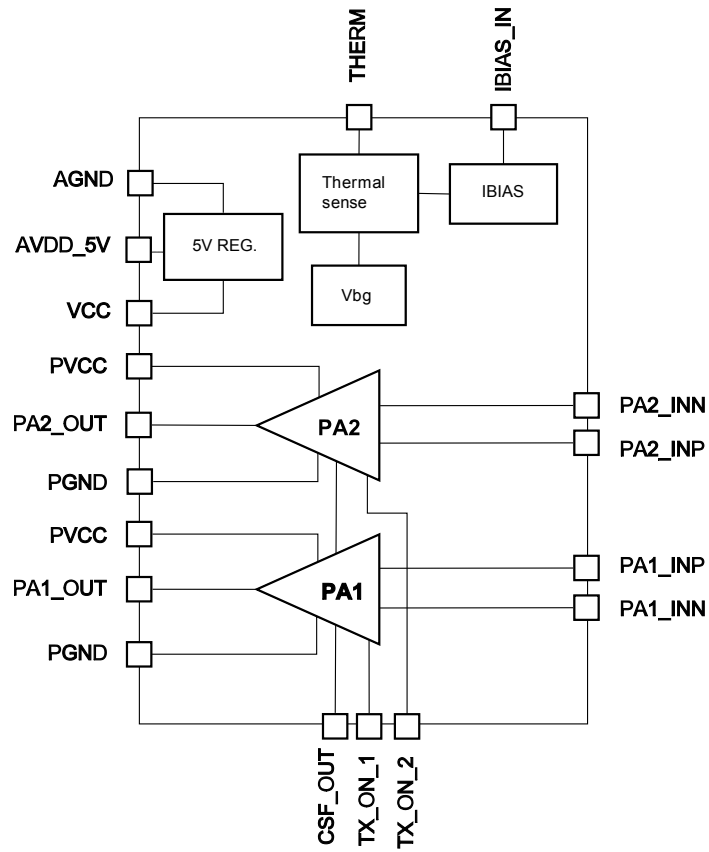 THERM
IBIAS_IN
AGND
AVDD_5V
VCC
5V REG.
Thermal
sense
IBIAS
Vbg
PVCC
PA2_OUT
PGND
PA2
PA2_INN
PA2_INP
PVCC
PA1_OUT
PGND
PA1
PA1_INP
PA1_INN
CSF_OUT
TX_ON_1
TX_ON_2